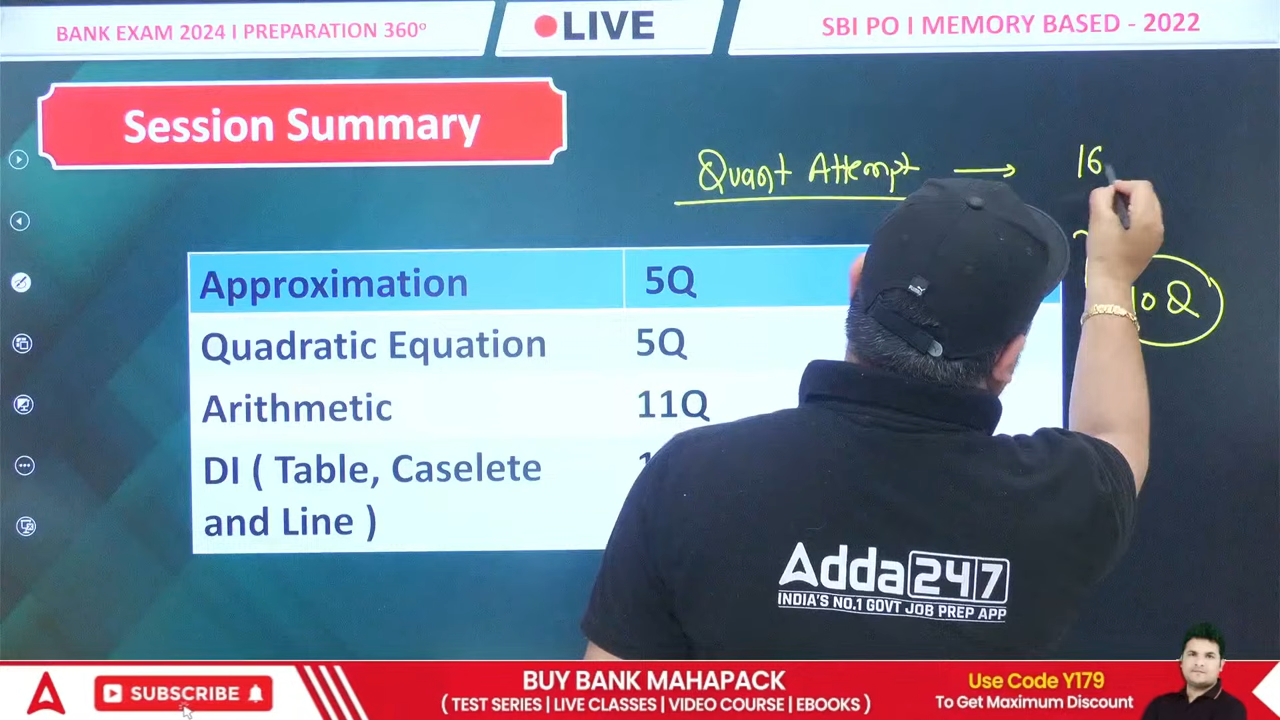 BANK EXAM 2024 I PREPARATION 360⁰
LIVE
SBI PO I MEMORY BASED - 2022
Session Summary
Quant Attempt → 16
Approximation 5Q
10 Q
Quadratic Equation 5Q
Arithmetic 11Q
DI ( Table, Caselete
and Line )
Adda247
INDIA'S NO.1 GOVT JOB PREP APP
SUBSCRIBE
BUY BANK MAHAPACK
( TEST SERIES | LIVE CLASSES | VIDEO COURSE | EBOOKS )
Use Code Y179
To Get Maximum Discount